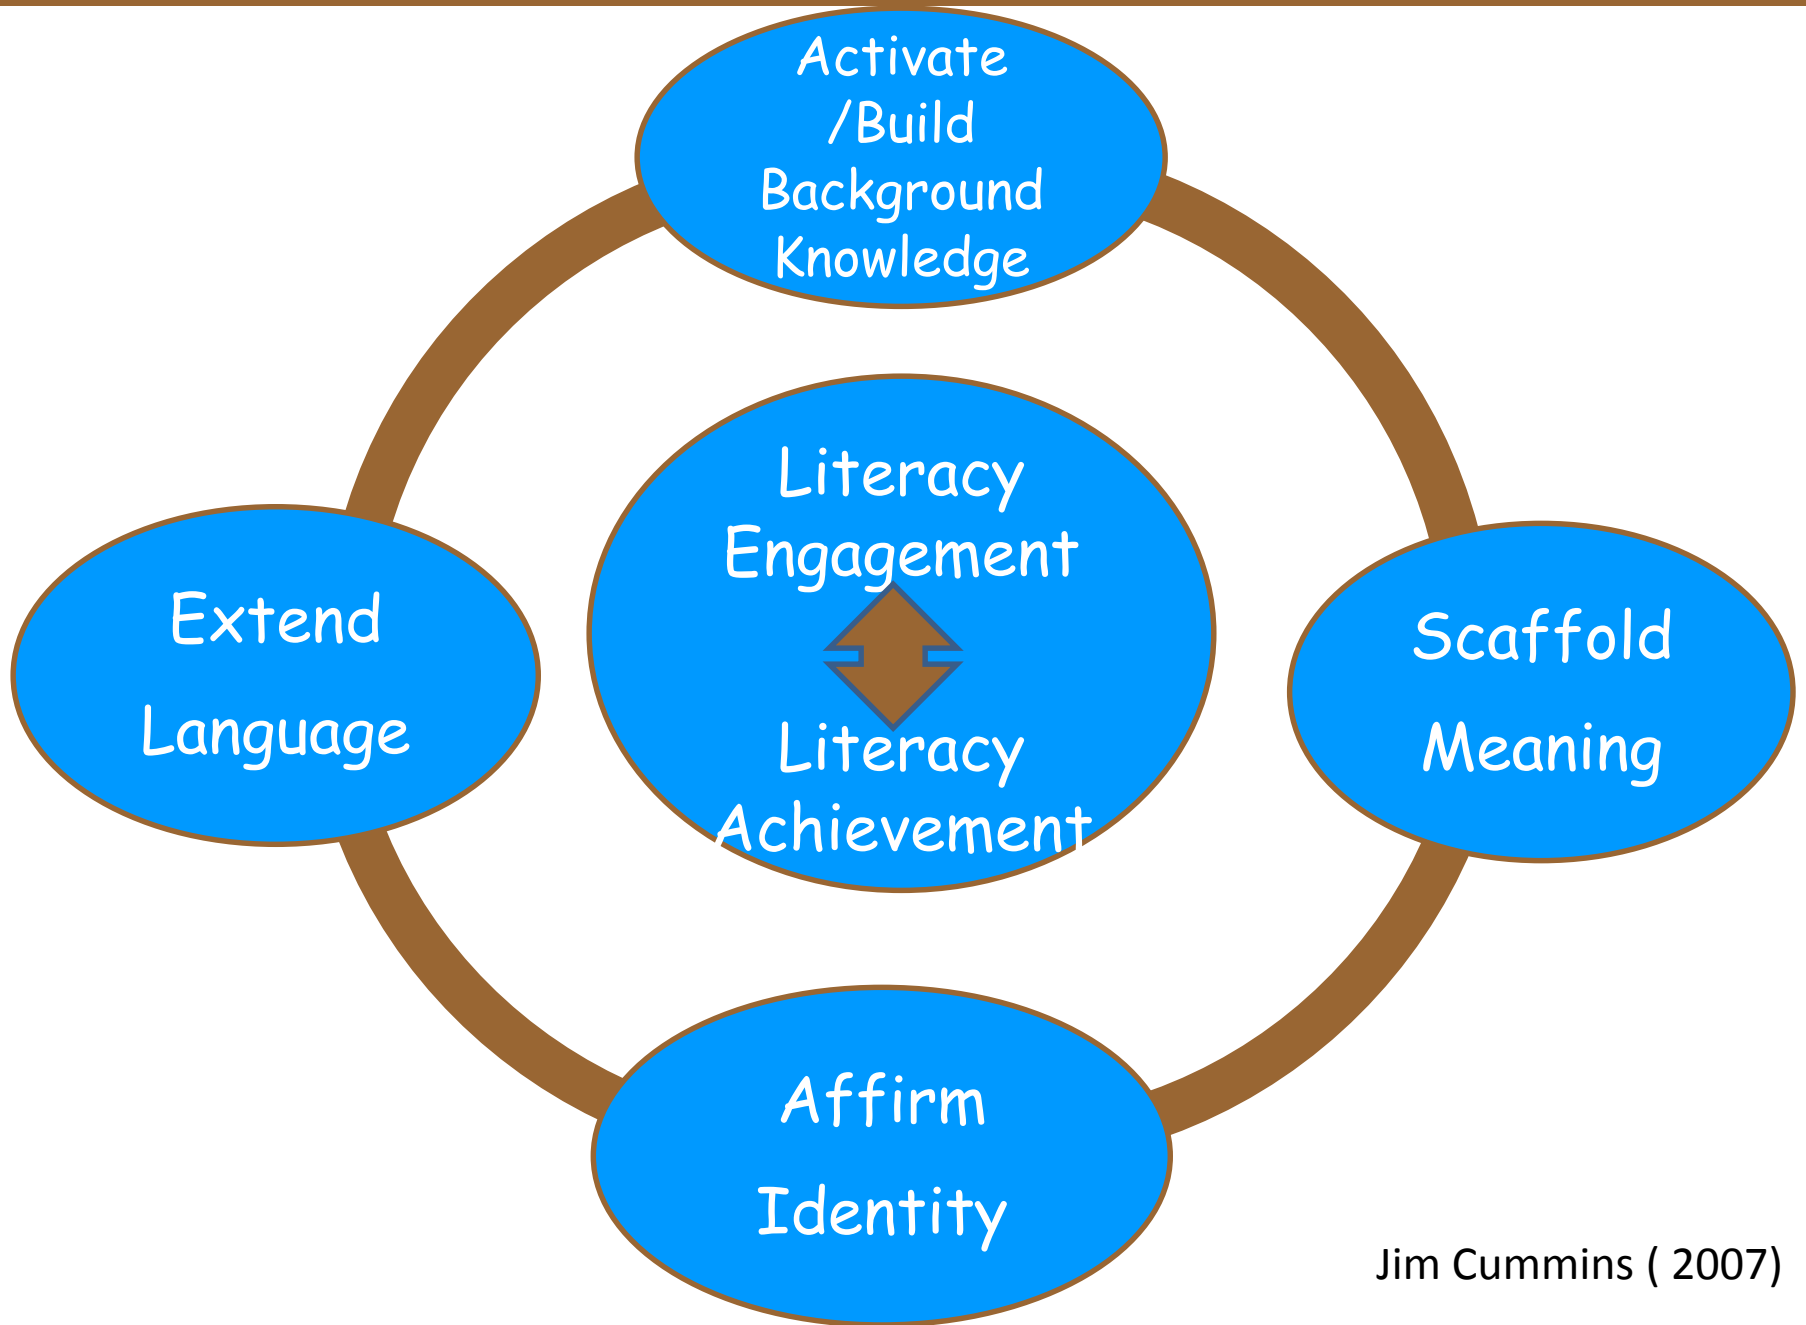 Activate
/Build
Background
Knowledge
Literacy
Engagement
Literacy
Achievement
Extend
Language
Scaffold
Meaning
Affirm
Identity
Jim Cummins ( 2007)